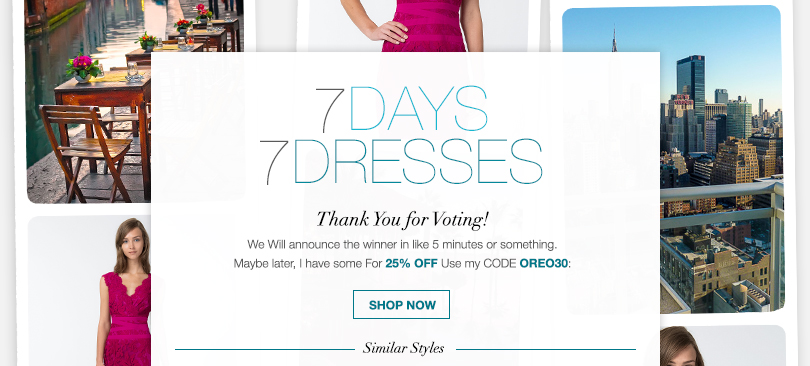 7DAYS
7DRESSES
Thank You for Voting!
We Will announce the winner in like 5 minutes or something.
Maybe later, I have some For 25% OFF Use my CODE OREO30:
SHOP NOW
Similar Styles